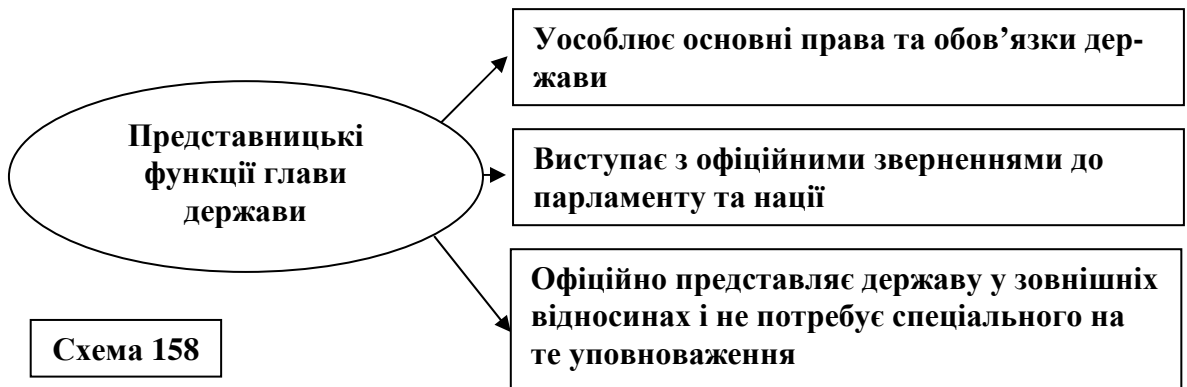 Представницькі
функції глави
держави
Уособлює основні права та обов’язки дер-
жави
Виступає з офіційними зверненнями до
парламенту та нації
Офіційно представляє державу у зовнішніх
відносинах і не потребує спеціального на
те уповноваження
Схема 158